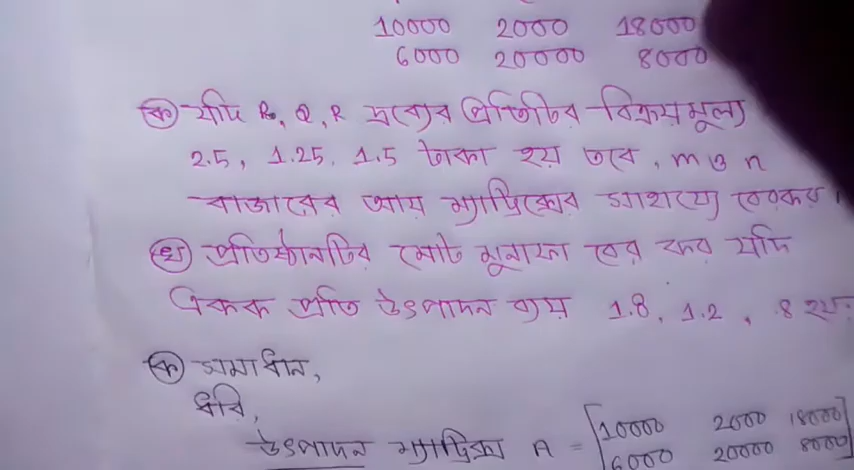 10000 2000 18000
6000 20000 8000
ক যদি P, Q, R দ্রব্যের প্রতিটির বিক্রয়মূল্য
2.5, 1.25, 1.5 টাকা হয় তবে, m ও n
বাজারের আয় ম্যাট্রিক্সের সাহায্যে বেরকর।
খ প্রতিষ্ঠানটির মোট মুনাফা বের কর যদি
একক প্রতি উৎপাদন ব্যয় 1.8, 1.2, .8 হয়।
ক সমাধান,
ধরি,
উৎপাদন ম্যাট্রিক্স A = [10000 2000 18000
6000 20000 8000]